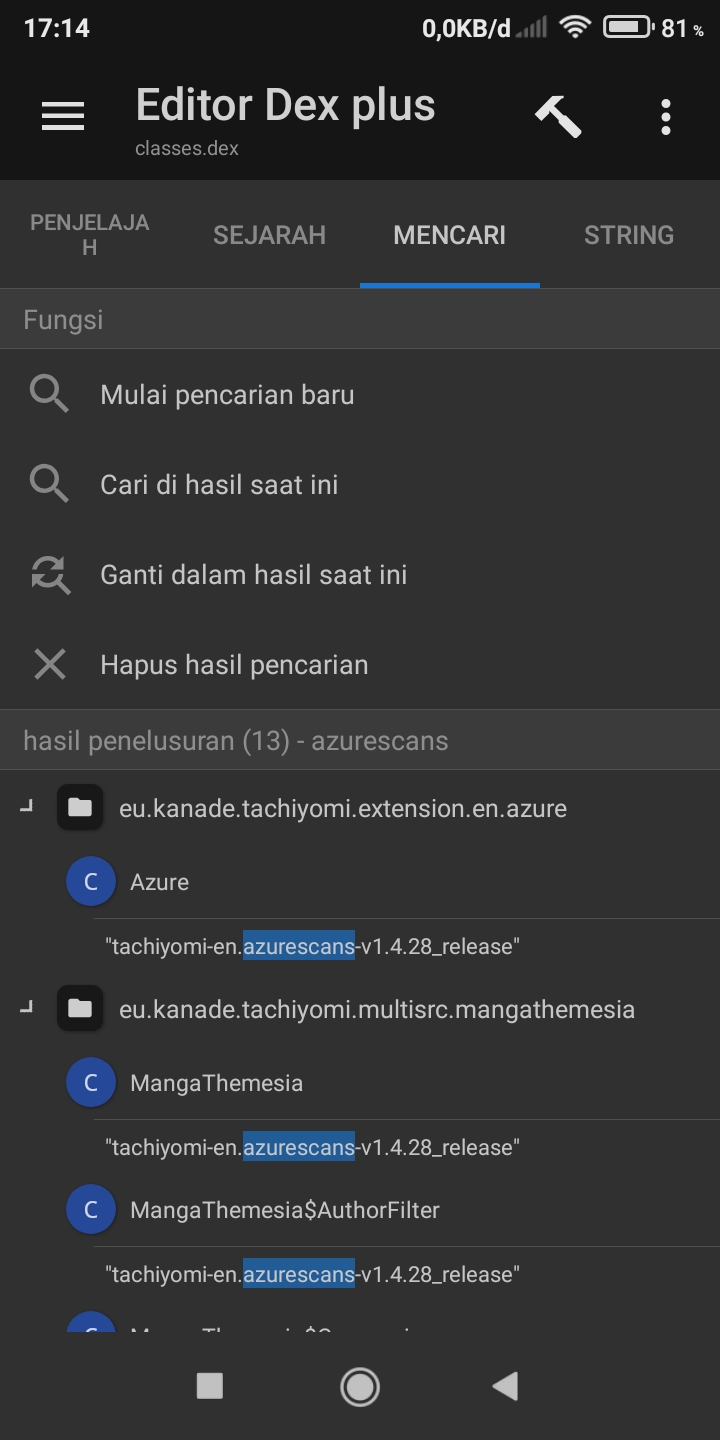 17:14
0,0KB/d 81 %
Editor Dex plus
classes.dex
PENJELAJA
H
SEJARAH
MENCARI
STRING
Fungsi
Mulai pencarian baru
Cari di hasil saat ini
Ganti dalam hasil saat ini
Hapus hasil pencarian
hasil penelusuran (13) - azurescans
eu.kanade.tachiyomi.extension.en.azure
C Azure
"tachiyomi-en.azurescans-v1.4.28_release"
eu.kanade.tachiyomi.multisrc.mangathemesia
C MangaThemesia
"tachiyomi-en.azurescans-v1.4.28_release"
C MangaThemesia$AuthorFilter
"tachiyomi-en.azurescans-v1.4.28_release"